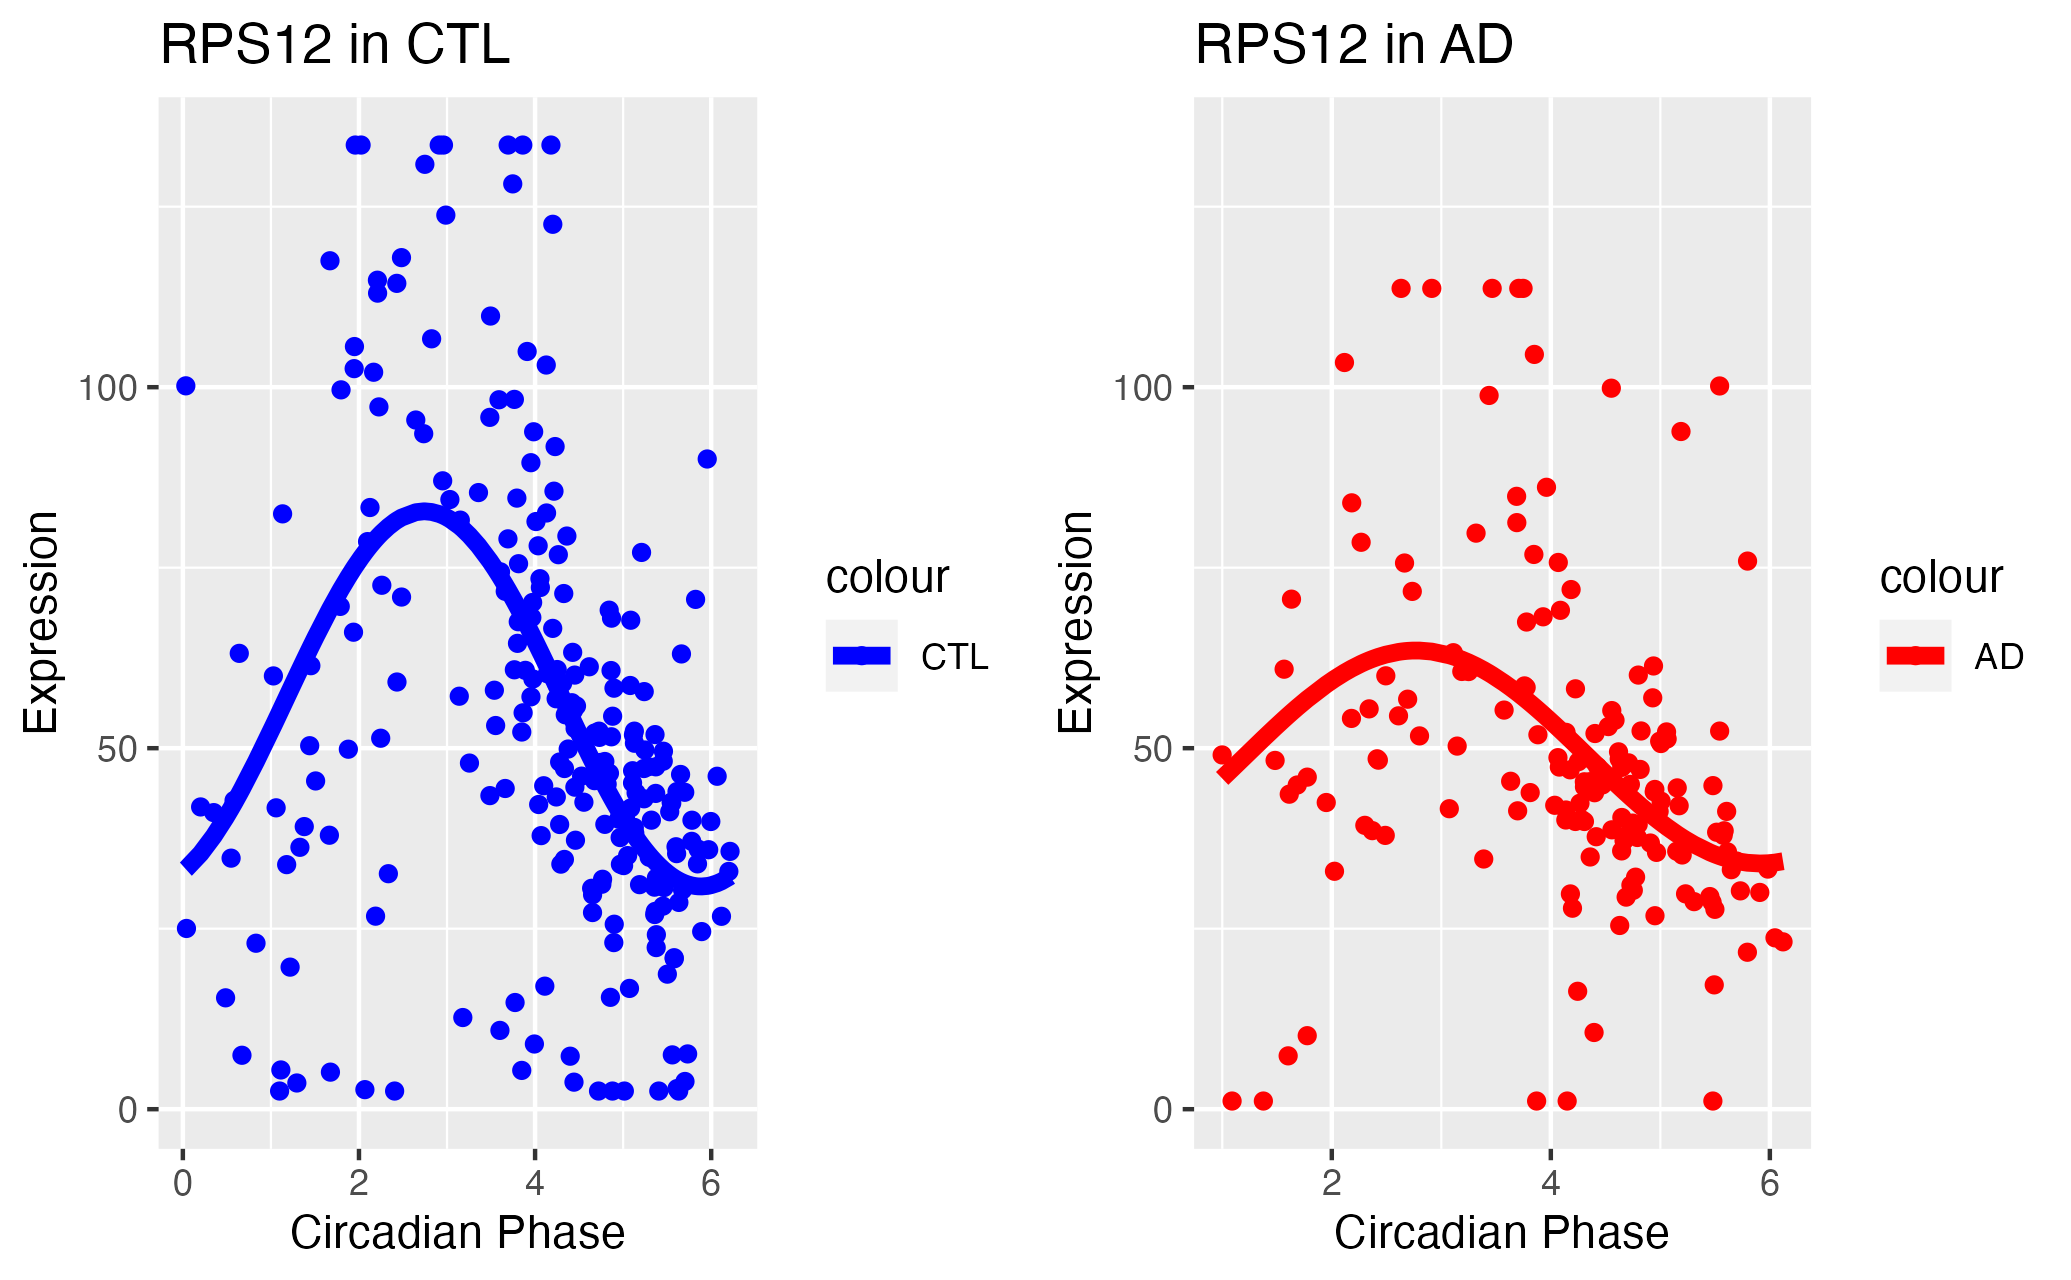 RPS12 in CTL
Expression
100
50
0
0 2 4 6
Circadian Phase
colour
CTL
RPS12 in AD
Expression
100
50
0
2 4 6
Circadian Phase
colour
AD